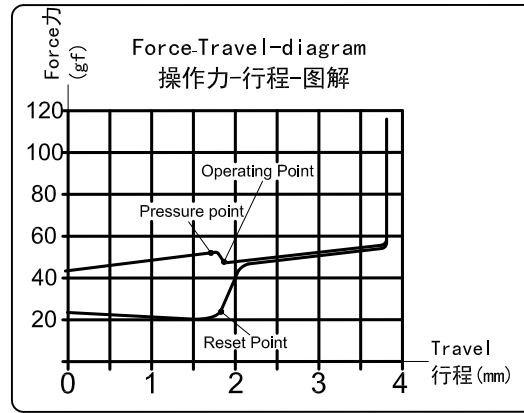 Force力
(gf)
Force-Travel-diagram
操作力-行程-图解
120
100
80
60
40
20
Operating Point
Pressure point
Reset Point
0
1
2
3
4
Travel
行程(mm)